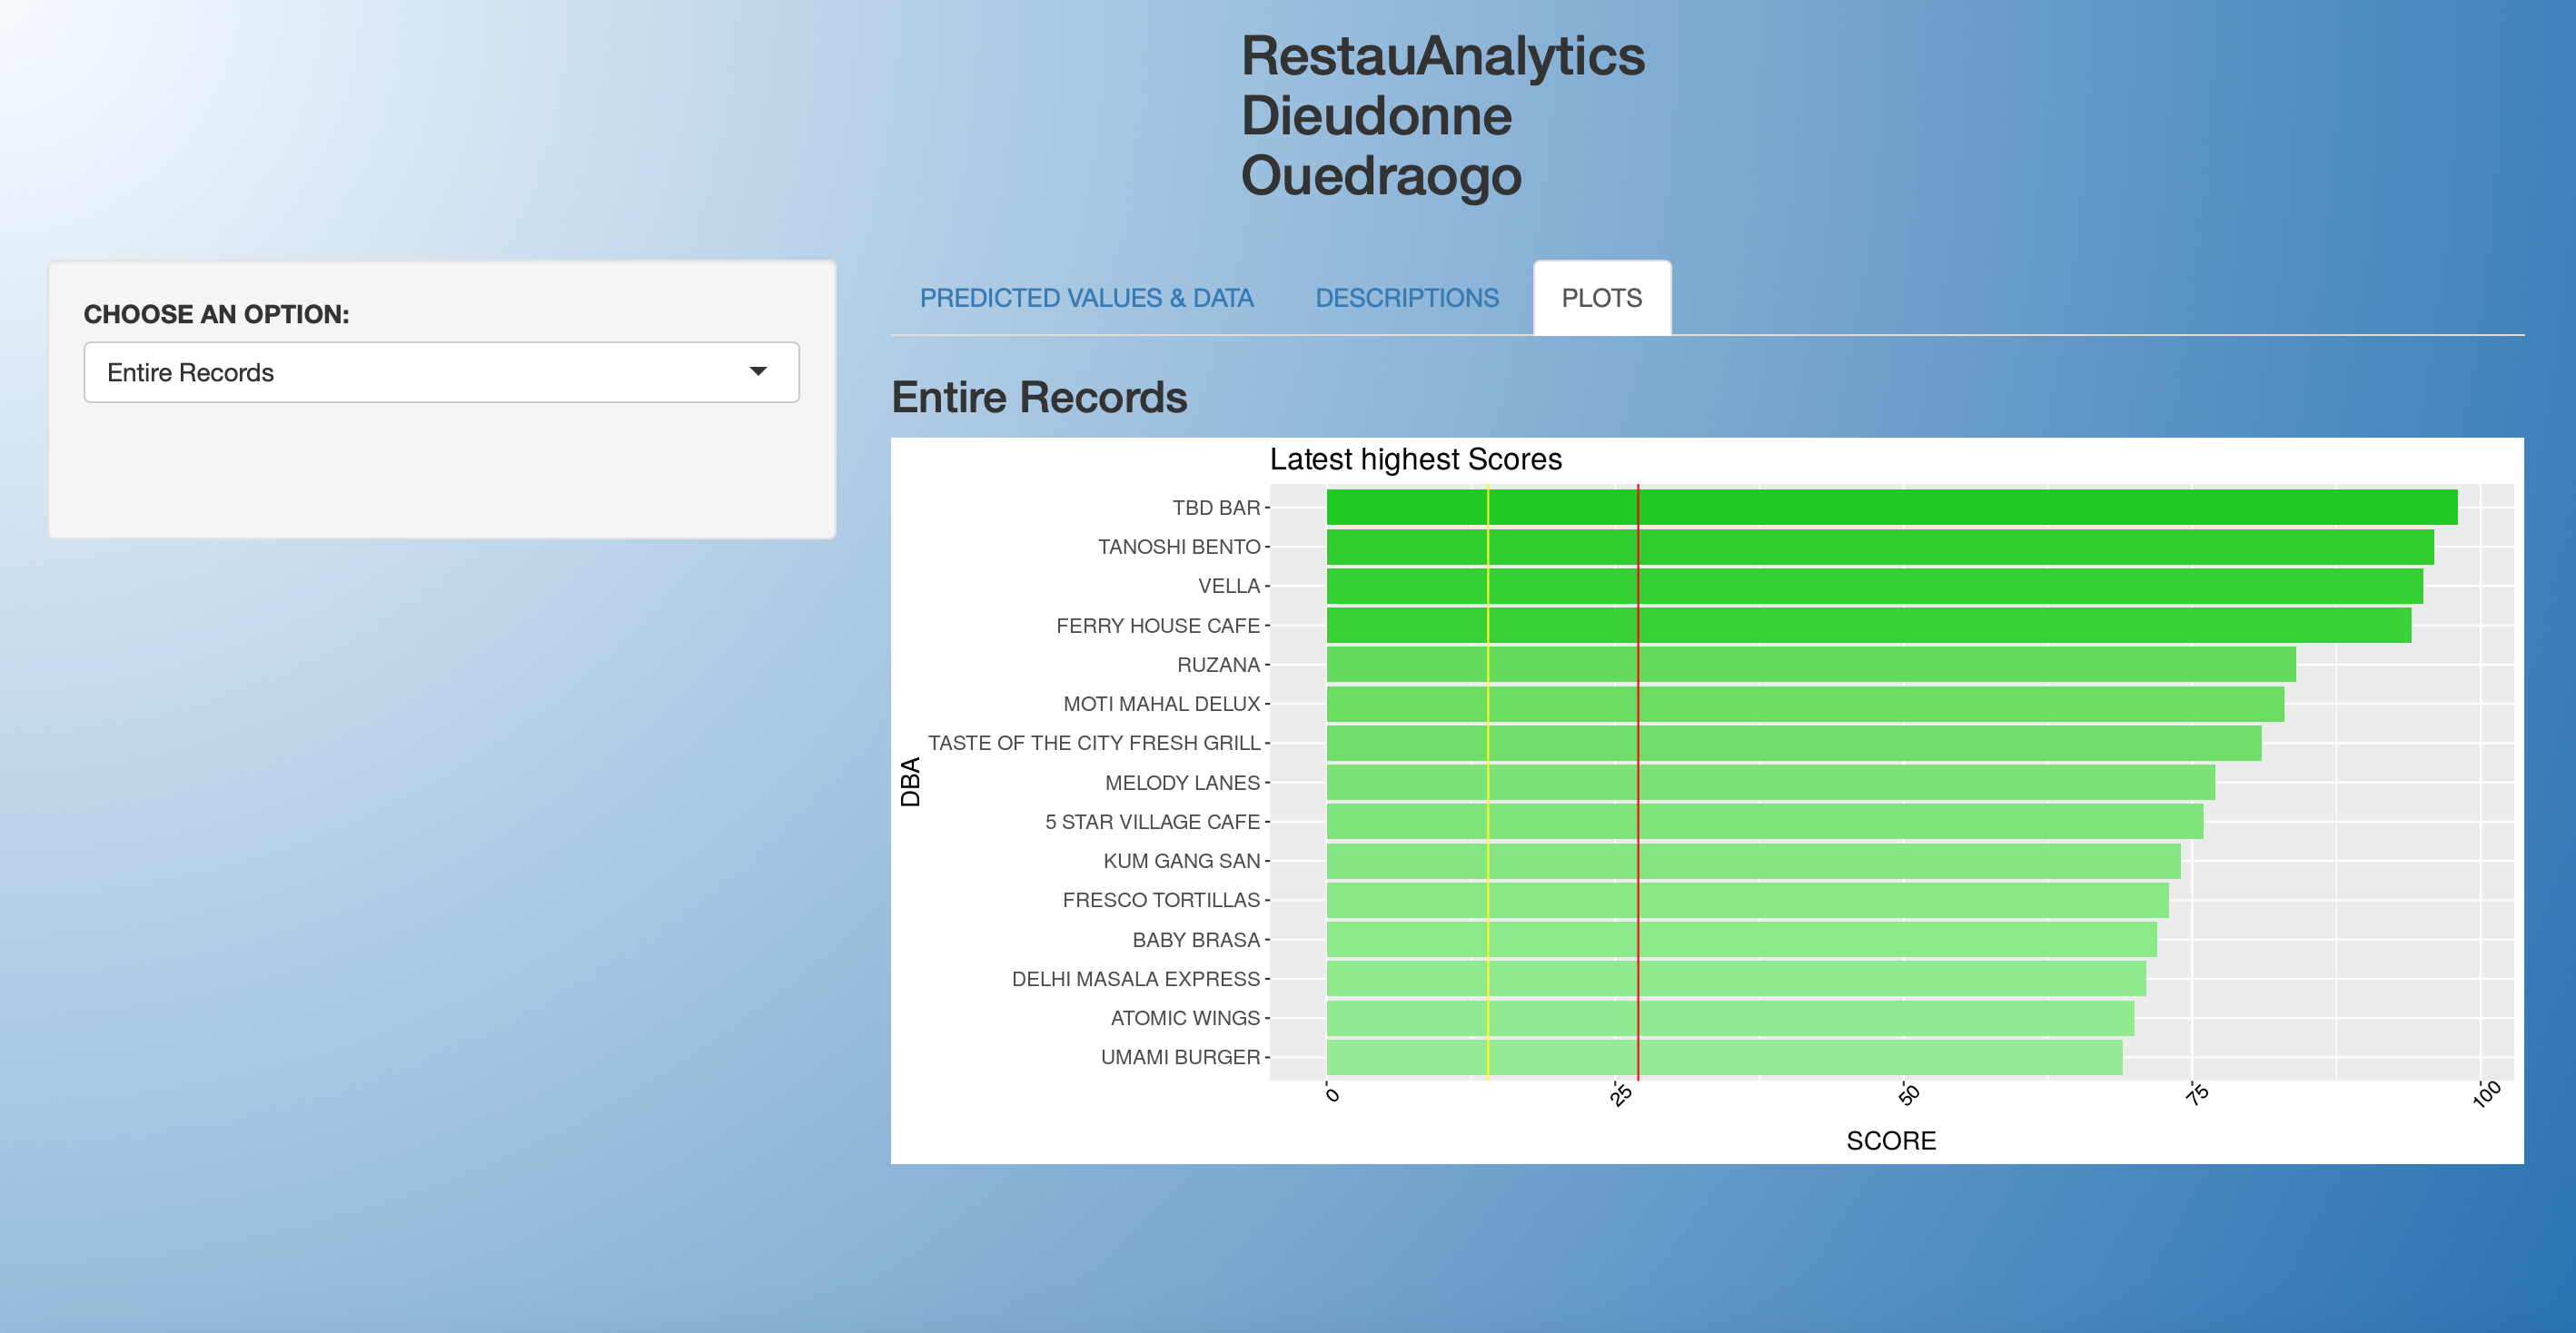 RestauAnalytics
Dieudonne
Ouedraogo
CHOOSE AN OPTION:
Entire Records
PREDICTED VALUES & DATA
DESCRIPTIONS
PLOTS
Entire Records
Latest highest Scores
DBA
TBD BAR
TANOSHI BENTO
VELLA
FERRY HOUSE CAFE
RUZANA
MOTI MAHAL DELUX
TASTE OF THE CITY FRESH GRILL
MELODY LANES
5 STAR VILLAGE CAFE
KUM GANG SAN
FRESCO TORTILLAS
BABY BRASA
DELHI MASALA EXPRESS
ATOMIC WINGS
UMAMI BURGER
0
25
50
75
100
SCORE